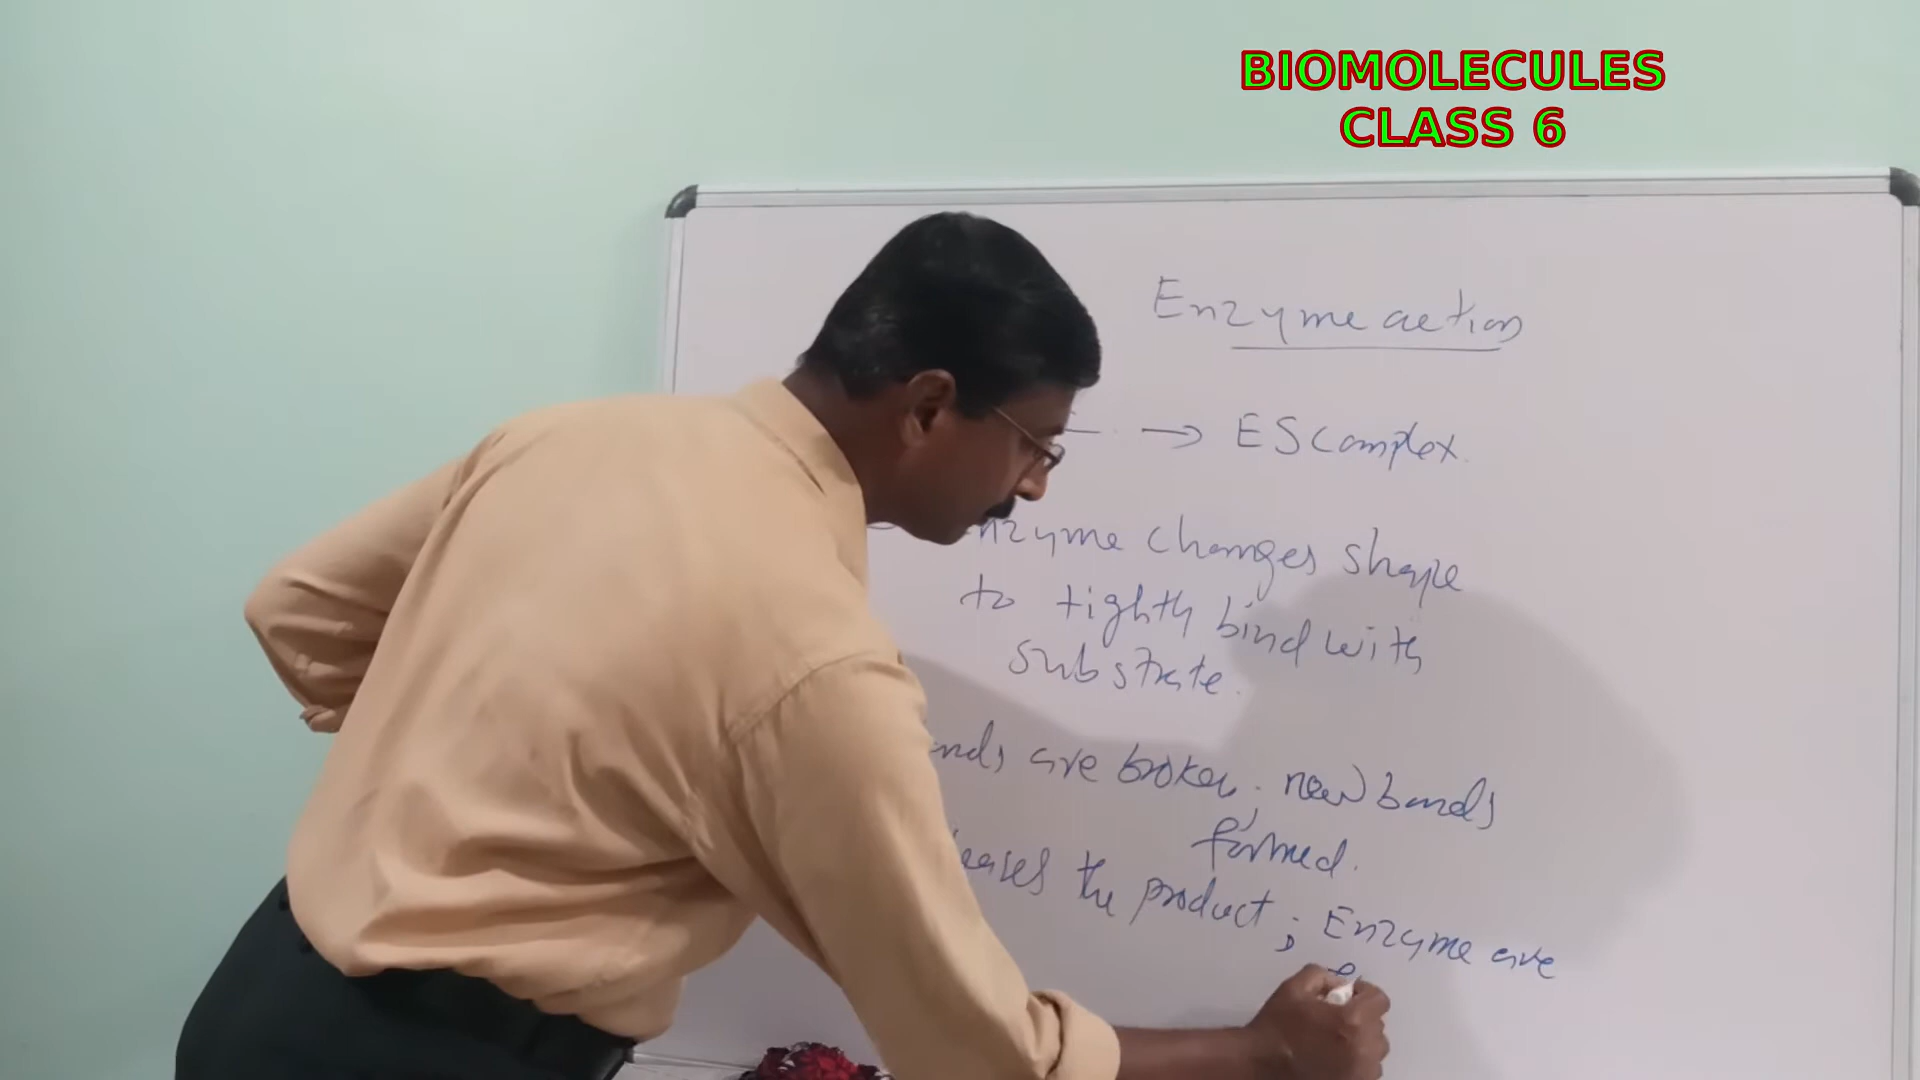 BIOMOLECULES
CLASS 6
Enzyme action
→ ES Complex.
nzyme changes shape
to tightly bind with
substrate.
nds are broken; new bonds
formed.
eases the product; Enzyme are